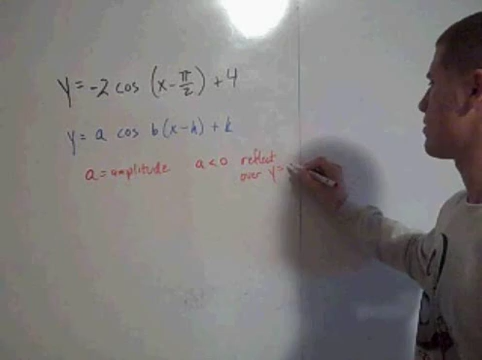 y = -2 cos (x - π/2) + 4
y = a cos b(x-h) + k
a = amplitude a < 0 reflect
over y=